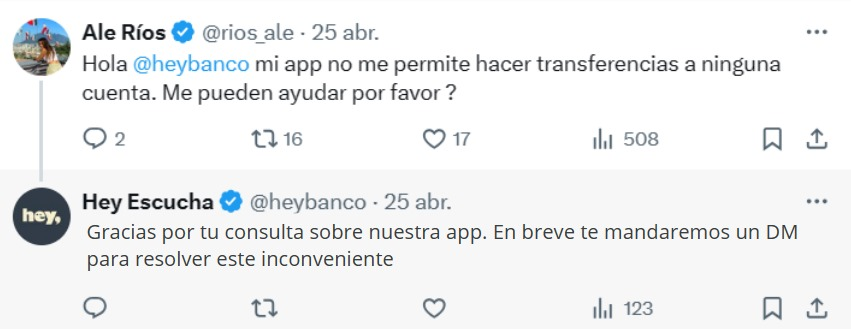 Ale Ríos @rios_ale · 25 abr.
Hola @heybanco mi app no me permite hacer transferencias a ninguna
cuenta. Me pueden ayudar por favor ?
2 16 17 508
hey,
Hey Escucha @heybanco · 25 abr.
Gracias por tu consulta sobre nuestra app. En breve te mandaremos un DM
para resolver este inconveniente
123